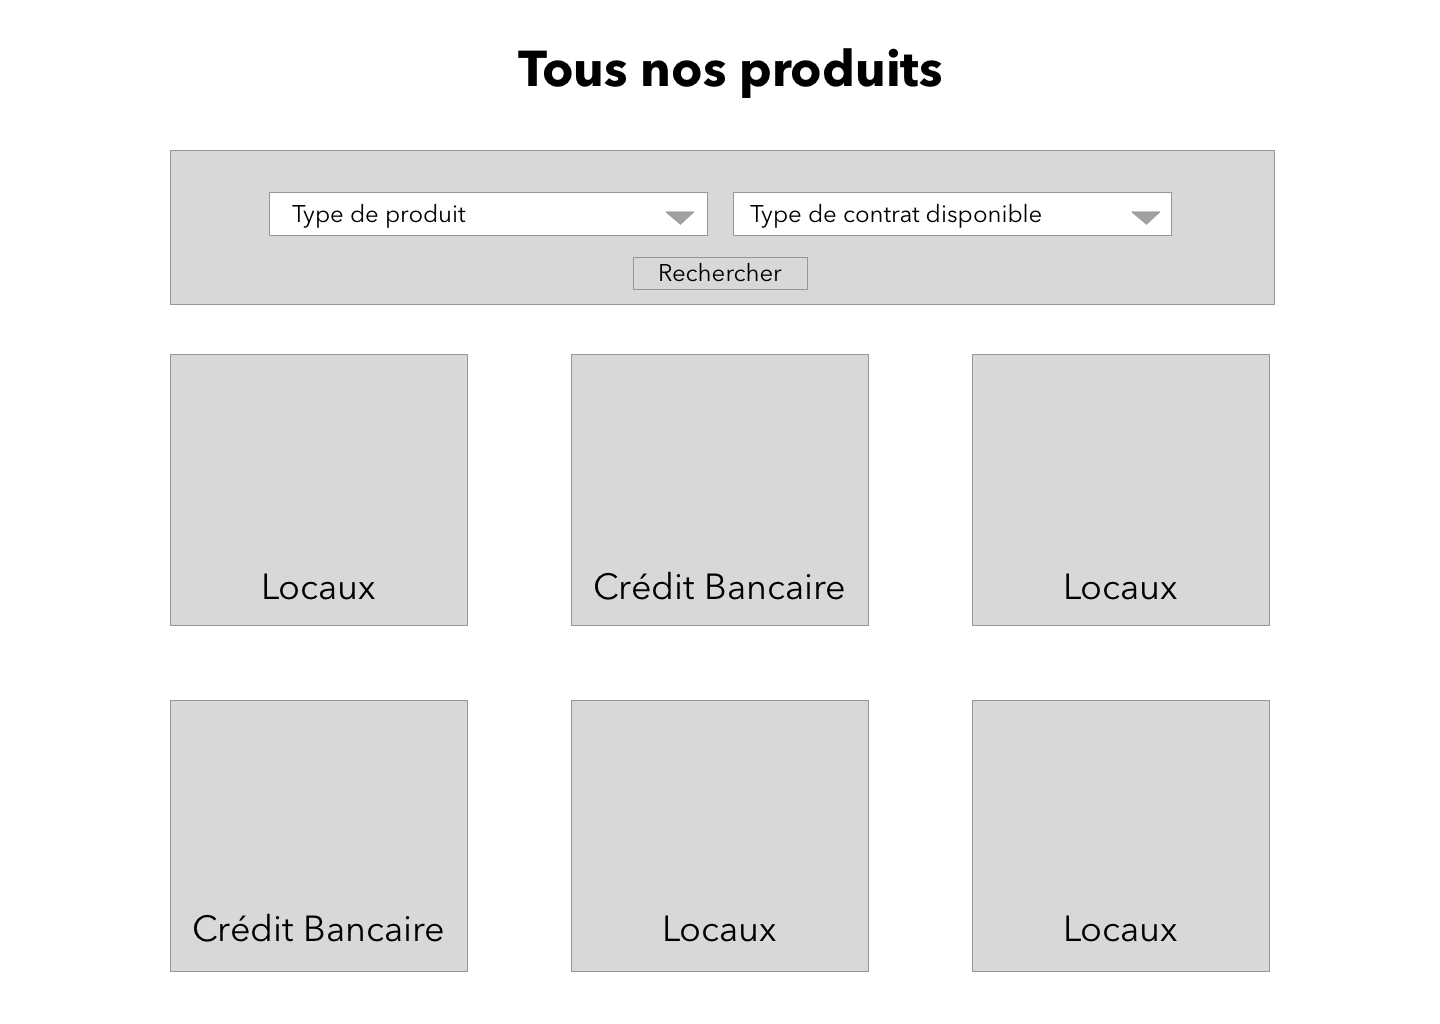 Tous nos produits
Type de produit
Type de contrat disponible
Rechercher
Locaux
Crédit Bancaire
Locaux
Crédit Bancaire
Locaux
Locaux